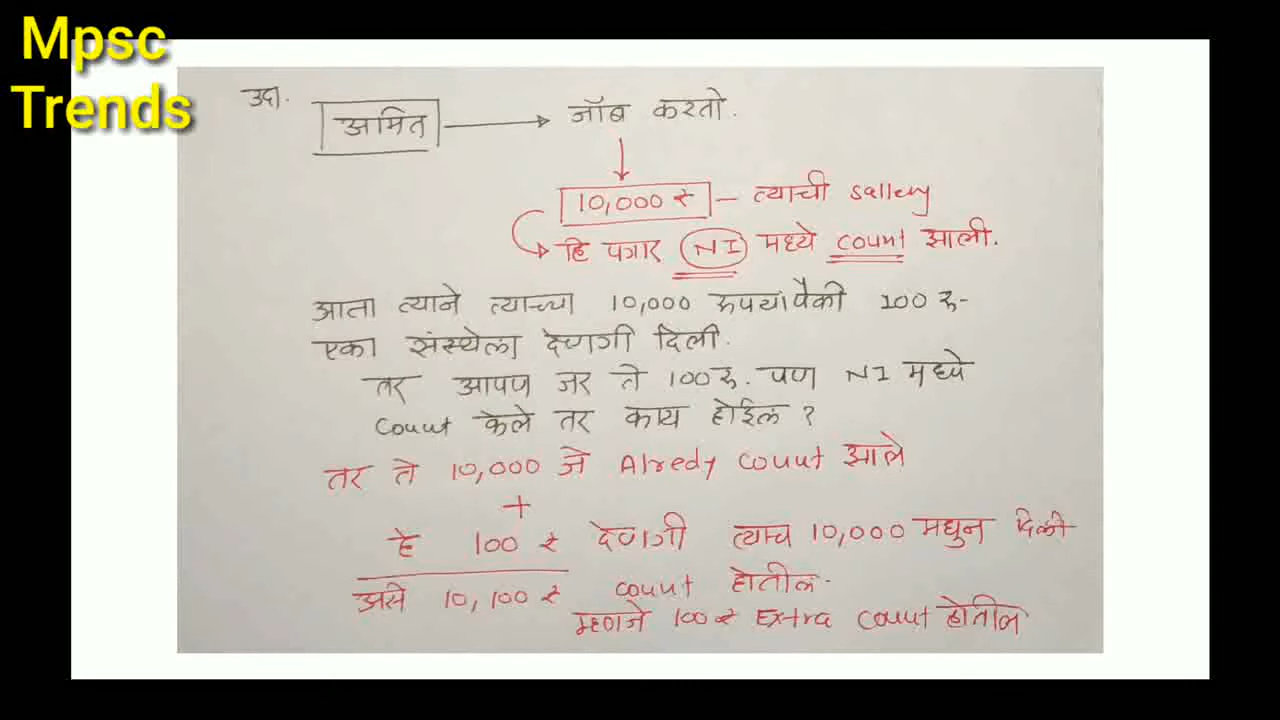 Mpsc
Trends
उदा. अमित → जॉब करतो.
10,000 ₹ — त्याची sallery
हि पगार NI मध्ये count आली.
आता त्याने त्याच्या 10,000 रुपयांपैकी 100 रु-
एका संस्थेला देणगी दिली.
तर आपण जर ते 100 रु. पण NI मध्ये
count केले तर काय होईल ?
तर ते 10,000 जे Alredy count झाले
+
हे 100 ₹ देणगी त्याच 10,000 मधुन दिली
असे 10,100 ₹ count होतील.
म्हणजे 100 ₹ Extra count होतील